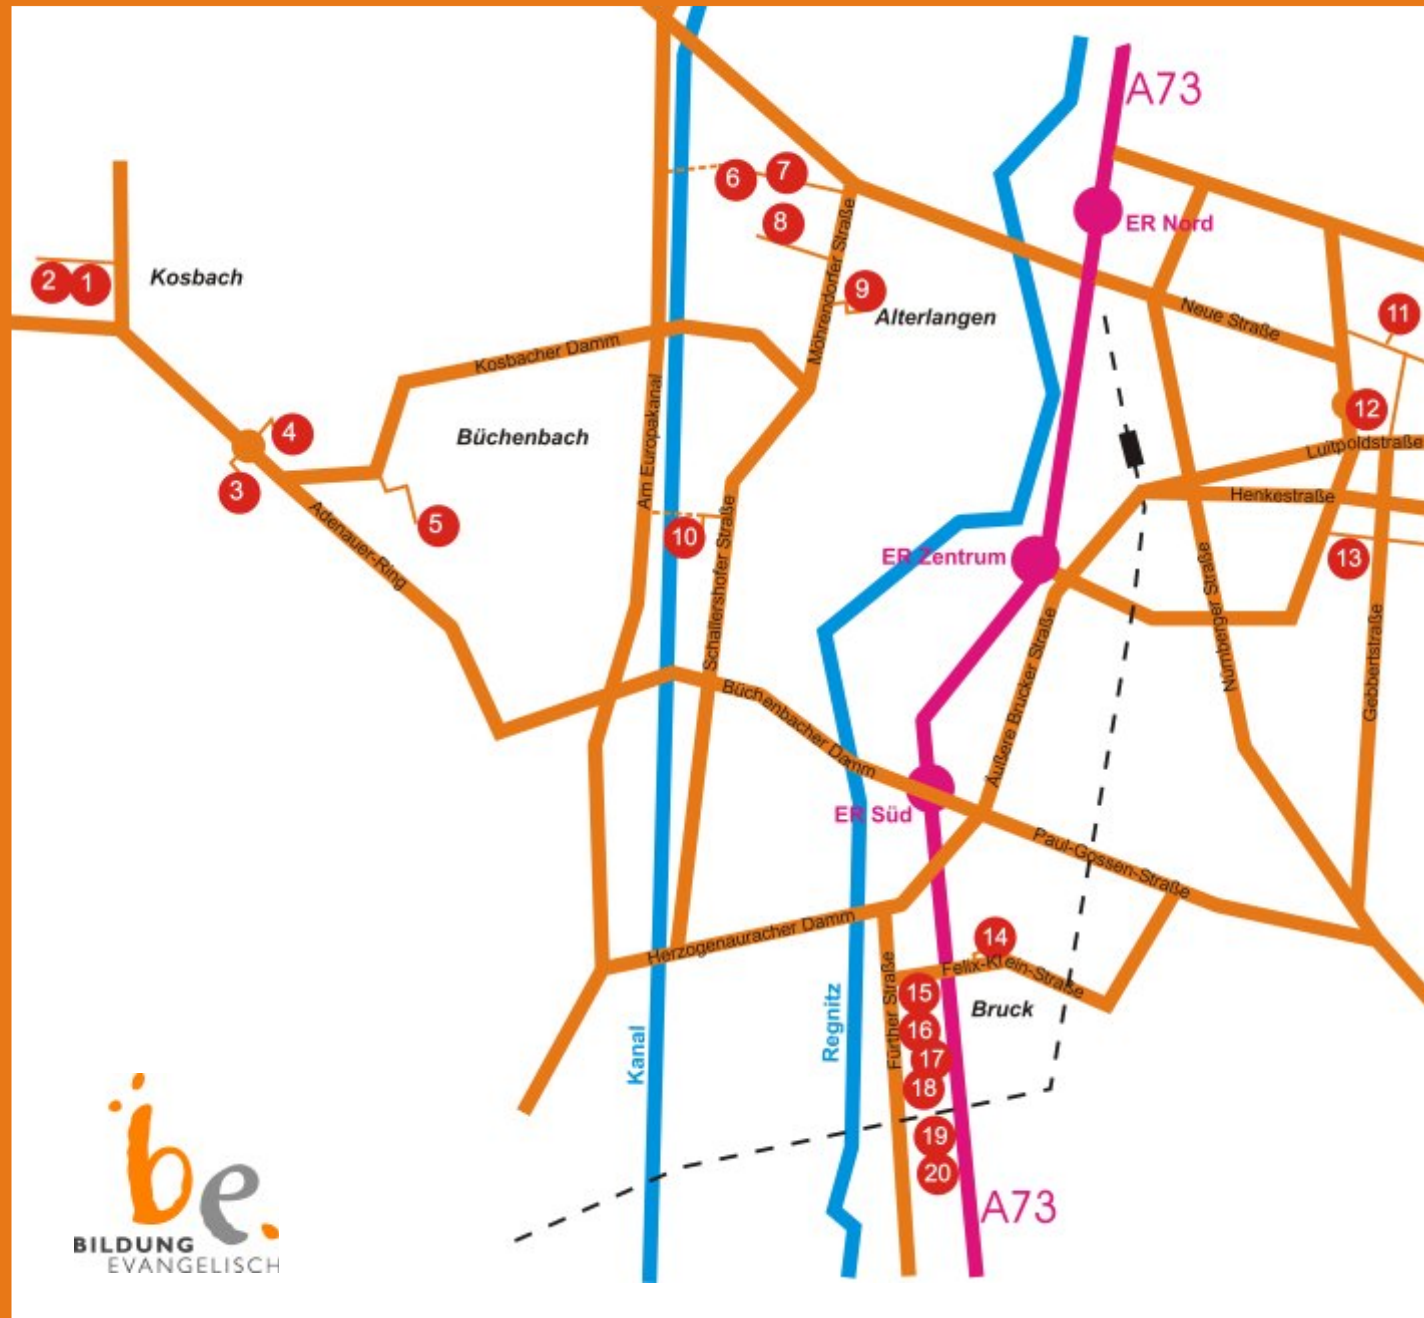 A73
6
7
8
ER Nord
Kosbach
2
1
9
Alterlangen
Möhrendorfer Straße
Neue Straße
11
Kosbacher Damm
12
Am Europakanal
4
Büchenbach
Luitpoldstraße
3
5
Henkestraße
Adenauer-Ring
10
Schallershofer Straße
ER Zentrum
13
Nürnberger Straße
Gebbertstraße
Äußere Brucker Straße
Büchenbacher Damm
ER Süd
Paul-Gossen-Straße
Herzogenauracher Damm
14
Felix-Klein-Straße
Fürther Straße
15
Bruck
16
Regnitz
Kanal
17
18
19
20
A73
be.
BILDUNG
EVANGELISCH